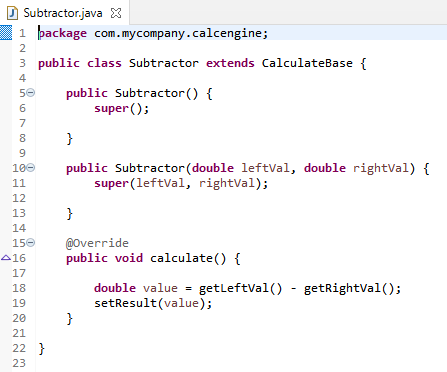 Subtractor.java
1 package com.mycompany.calcengine;
2
3 public class Subtractor extends CalculateBase {
4
5     public Subtractor() {
6         super();
7
8     }
9
10     public Subtractor(double leftVal, double rightVal) {
11         super(leftVal, rightVal);
12
13     }
14
15     @Override
16     public void calculate() {
17
18         double value = getLeftVal() - getRightVal();
19         setResult(value);
20     }
21
22 }
23